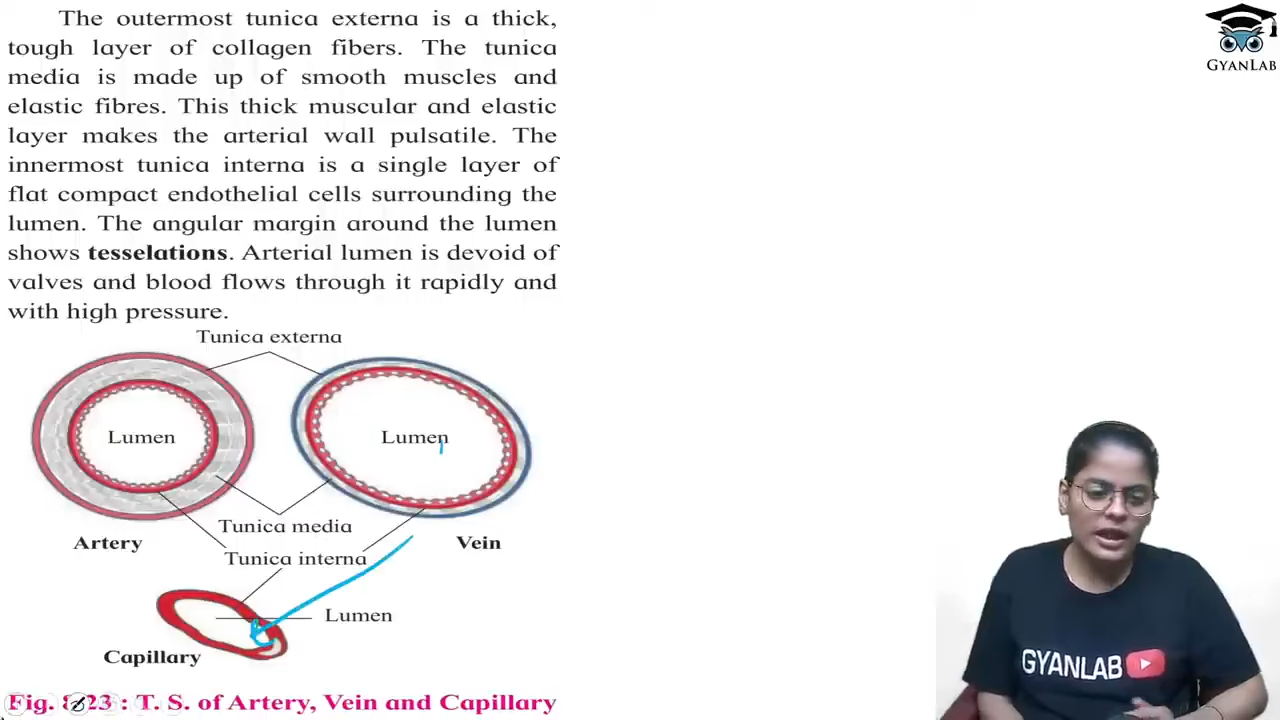 The outermost tunica externa is a thick,
tough layer of collagen fibers. The tunica
media is made up of smooth muscles and
elastic fibres. This thick muscular and elastic
layer makes the arterial wall pulsatile. The
innermost tunica interna is a single layer of
flat compact endothelial cells surrounding the
lumen. The angular margin around the lumen
shows tesselations. Arterial lumen is devoid of
valves and blood flows through it rapidly and
with high pressure.
Tunica externa
Lumen
Lumen
Tunica media
Artery
Vein
Tunica interna
Lumen
Capillary
Fig. 8.23 : T. S. of Artery, Vein and Capillary
GYANLAB
GYANLAB